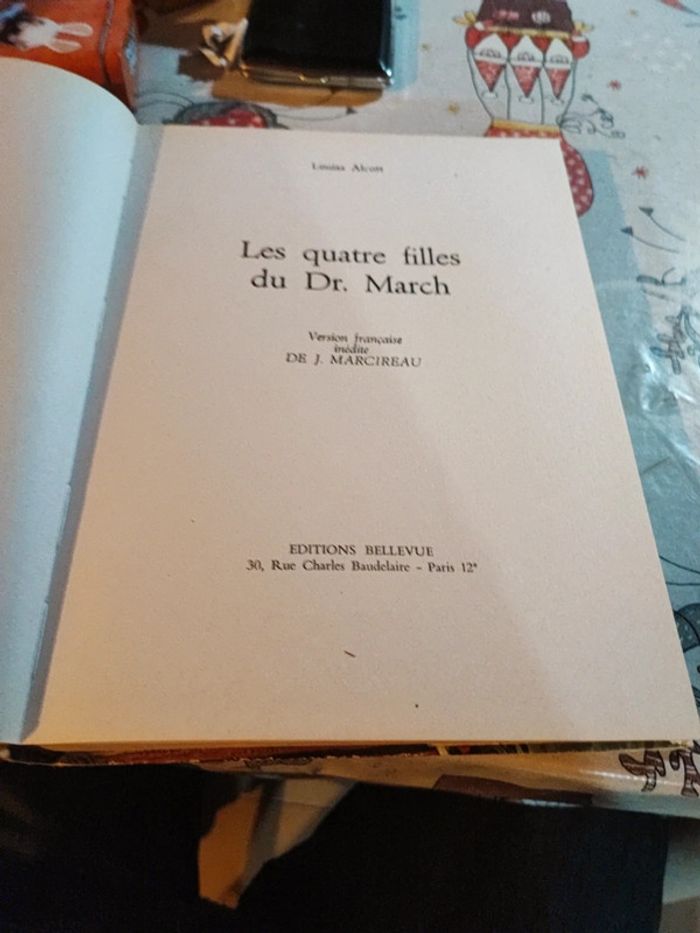 Louisa Alcott
Les quatre filles
du Dr. March
Version française
inédite
DE J. MARCIREAU
EDITIONS BELLEVUE
30, Rue Charles Baudelaire - Paris 12ᵉ